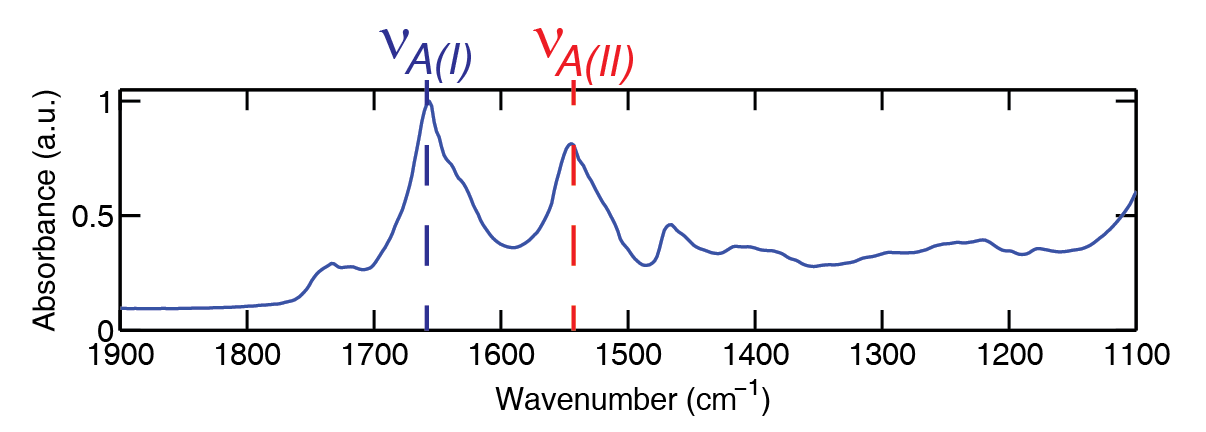 νA(I) νA(II)
1
0.5
0
Absorbance (a.u.)
1900 1800 1700 1600 1500 1400 1300 1200 1100
Wavenumber (cm⁻¹)